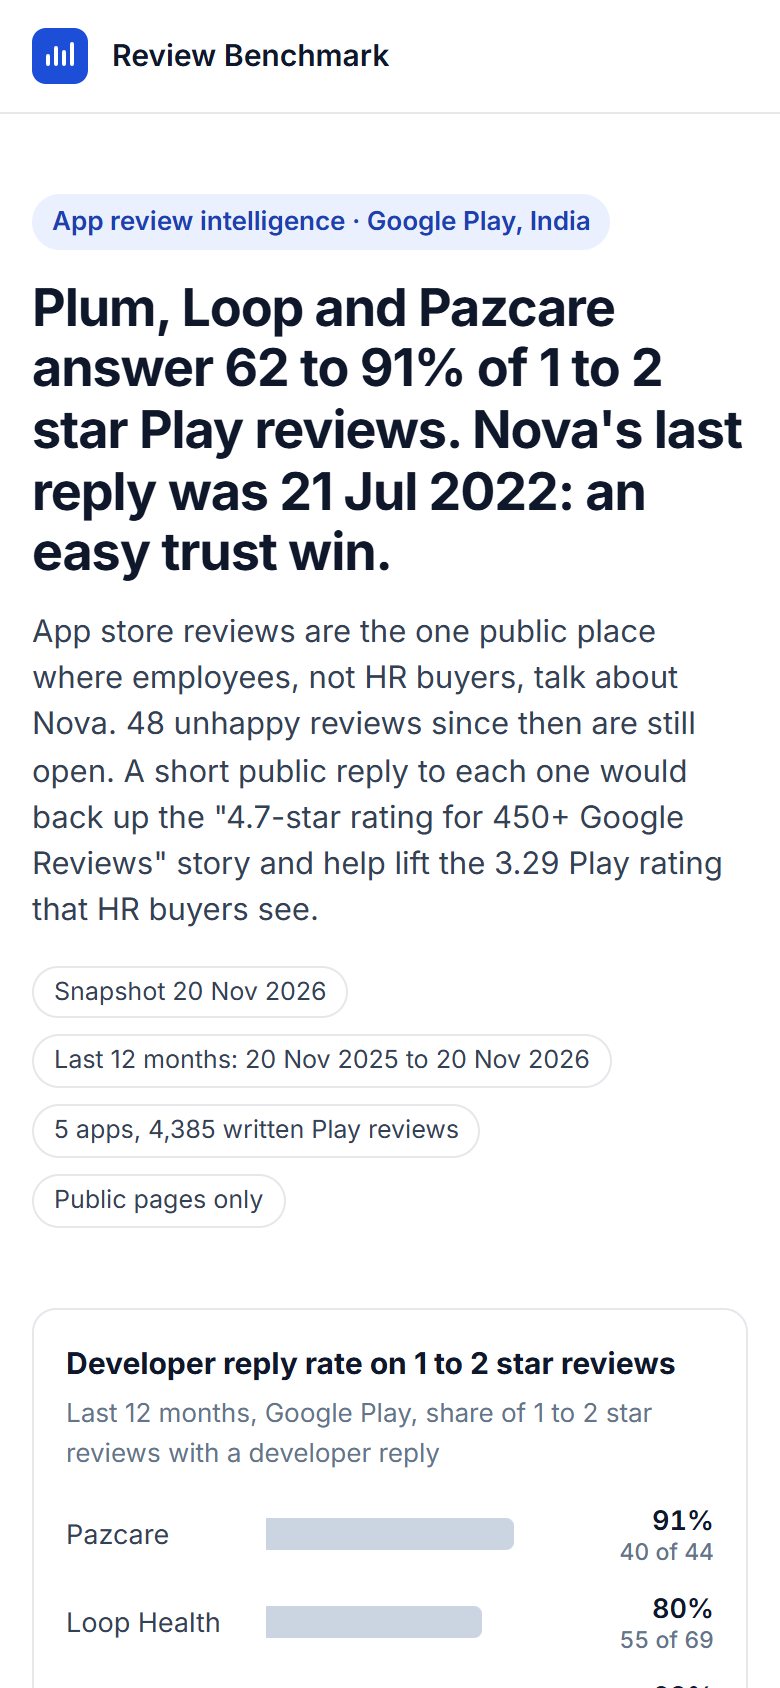 Review Benchmark
App review intelligence · Google Play, India
Plum, Loop and Pazcare
answer 62 to 91% of 1 to 2
star Play reviews. Nova's last
reply was 21 Jul 2022: an
easy trust win.
App store reviews are the one public place
where employees, not HR buyers, talk about
Nova. 48 unhappy reviews since then are still
open. A short public reply to each one would
back up the "4.7-star rating for 450+ Google
Reviews" story and help lift the 3.29 Play rating
that HR buyers see.
Snapshot 20 Nov 2026
Last 12 months: 20 Nov 2025 to 20 Nov 2026
5 apps, 4,385 written Play reviews
Public pages only
Developer reply rate on 1 to 2 star reviews
Last 12 months, Google Play, share of 1 to 2 star
reviews with a developer reply
Pazcare 91%
40 of 44
Loop Health 80%
55 of 69